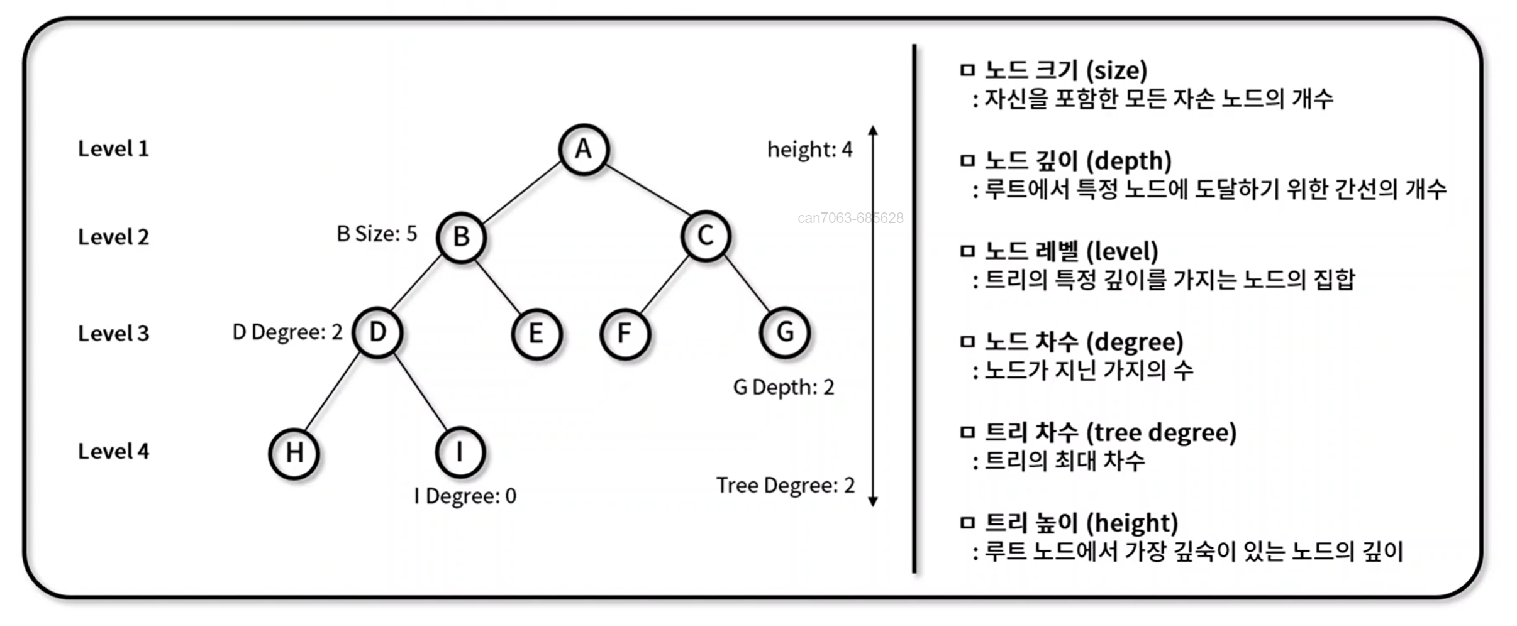 Level 1
A
height: 4
can7063-685628
Level 2
B Size: 5
B
C
Level 3
D Degree: 2
D
E
F
G
G Depth: 2
Level 4
H
I
I Degree: 0
Tree Degree: 2
노드 크기 (size)
: 자신을 포함한 모든 자손 노드의 개수
노드 깊이 (depth)
: 루트에서 특정 노드에 도달하기 위한 간선의 개수
노드 레벨 (level)
: 트리의 특정 깊이를 가지는 노드의 집합
노드 차수 (degree)
: 노드가 지닌 가지의 수
트리 차수 (tree degree)
: 트리의 최대 차수
트리 높이 (height)
: 루트 노드에서 가장 깊숙이 있는 노드의 깊이